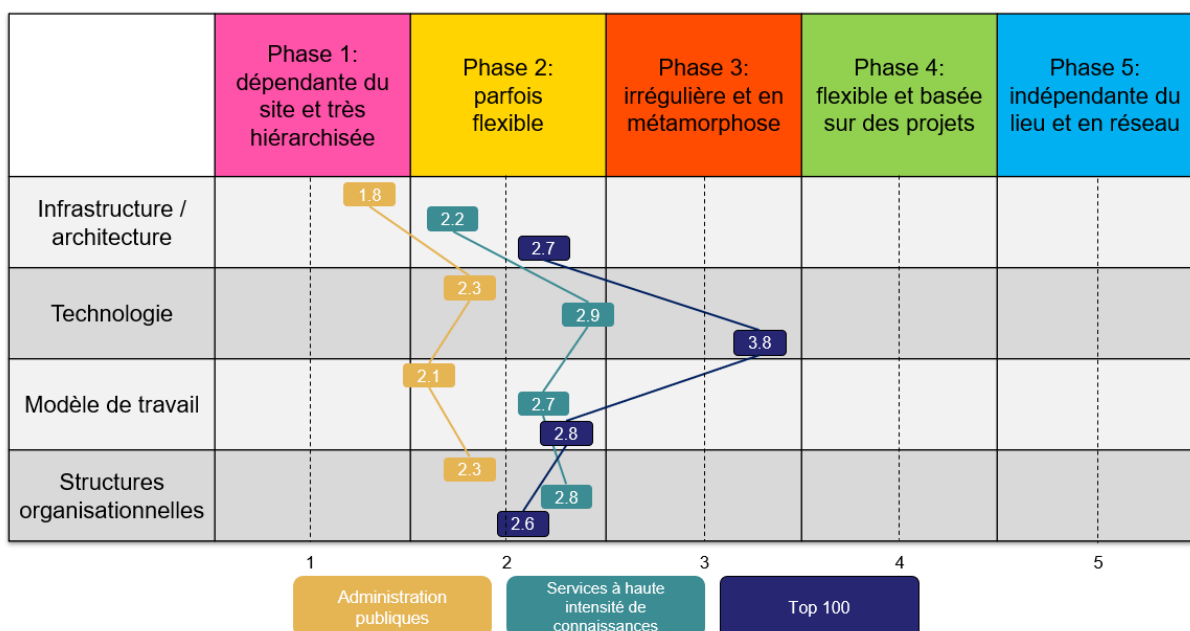 Phase 1:
dépendante du
site et très
hiérarchisée
Phase 2:
parfois
flexible
Phase 3:
irrégulière et en
métamorphose
Phase 4:
flexible et basée
sur des projets
Phase 5:
indépendante du
lieu et en réseau
Infrastructure /
architecture
1.8
2.2
2.7
Technologie
2.3
2.9
3.8
Modèle de travail
2.1
2.7
2.8
Structures
organisationnelles
2.3
2.8
2.6
1
2
3
4
5
Administration
publiques
Services à haute
intensité de
connaissances
Top 100